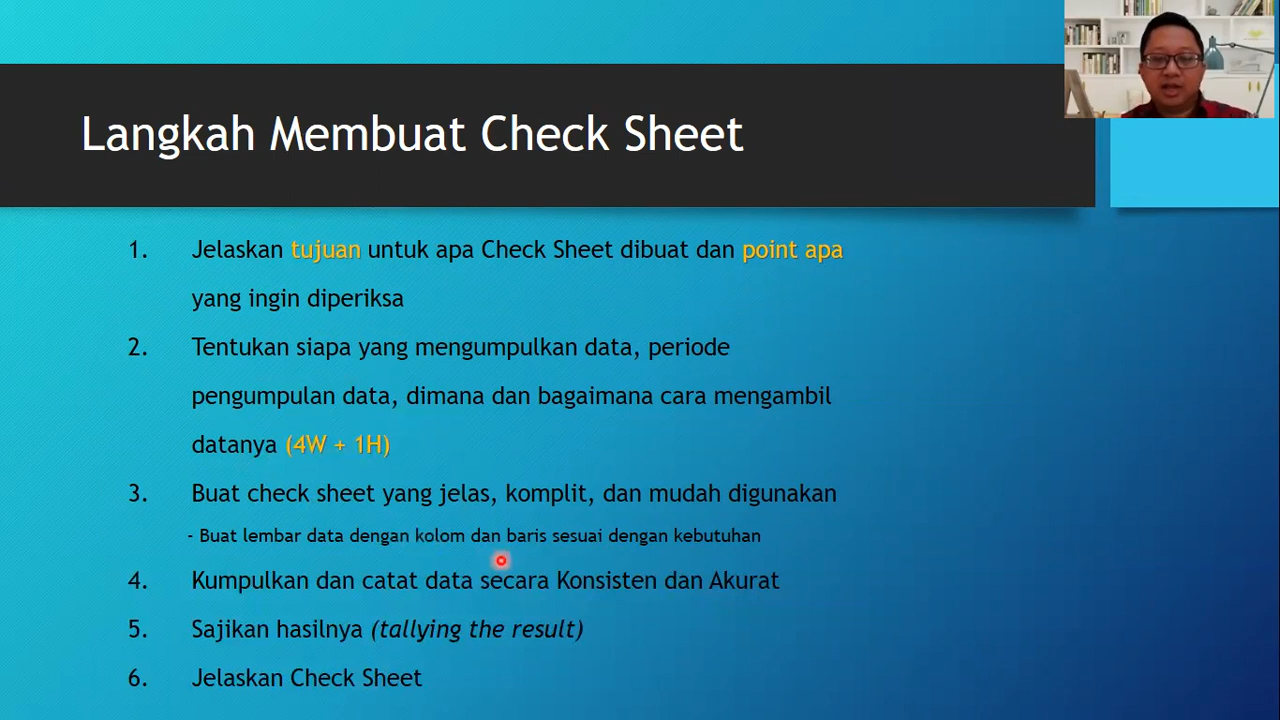 Langkah Membuat Check Sheet
1. Jelaskan tujuan untuk apa Check Sheet dibuat dan point apa
yang ingin diperiksa
2. Tentukan siapa yang mengumpulkan data, periode
pengumpulan data, dimana dan bagaimana cara mengambil
datanya (4W + 1H)
3. Buat check sheet yang jelas, komplit, dan mudah digunakan
- Buat lembar data dengan kolom dan baris sesuai dengan kebutuhan
4. Kumpulkan dan catat data secara Konsisten dan Akurat
5. Sajikan hasilnya (tallying the result)
6. Jelaskan Check Sheet